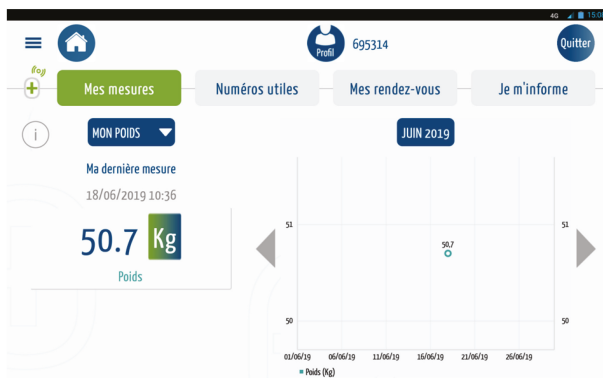 4G 15:00
Profil 695314 Quitter
Mes mesures Numéros utiles Mes rendez-vous Je m'informe
i MON POIDS JUIN 2019
Ma dernière mesure
18/06/2019 10:36
50.7 Kg
Poids
51 51
50.7
50 50
01/06/19 06/06/19 11/06/19 16/06/19 21/06/19 26/06/19
Poids (Kg)